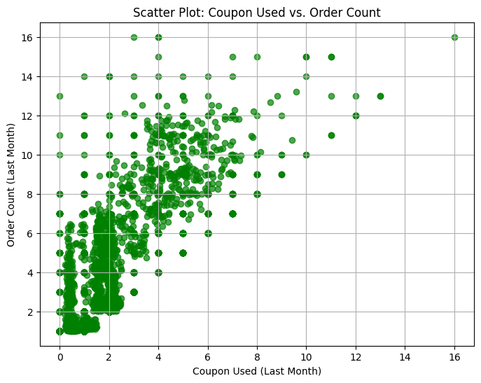 Scatter Plot: Coupon Used vs. Order Count
Order Count (Last Month)
16
14
12
10
8
6
4
2
0 2 4 6 8 10 12 14 16
Coupon Used (Last Month)